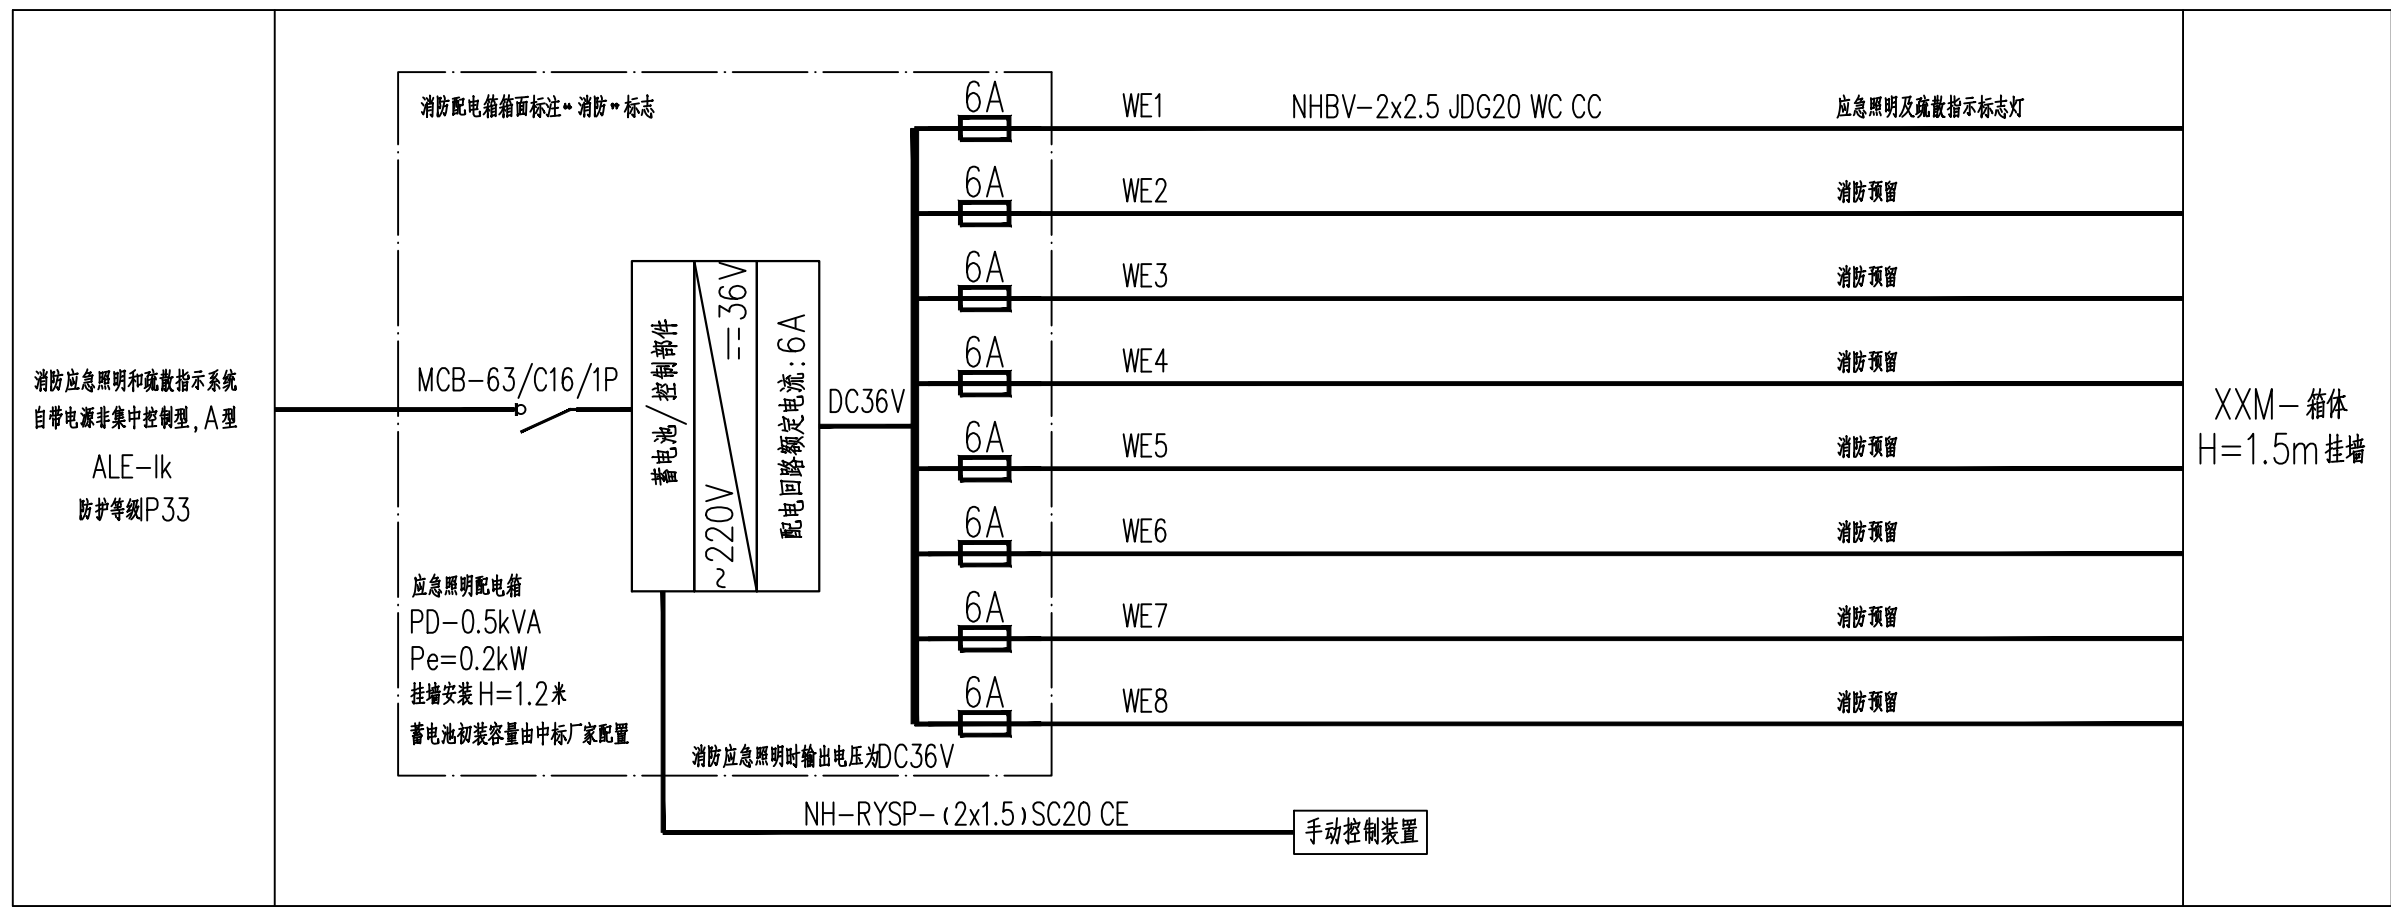 消防应急照明和疏散指示系统
自带电源非集中控制型,A型
ALE-Ik
防护等级IP33
消防配电箱箱面标注"消防"标志
MCB-63/C16/1P
蓄电池/控制部件
~220V
==36V
配电回路额定电流:6A
DC36V
应急照明配电箱
PD-0.5kVA
Pe=0.2kW
挂墙安装H=1.2米
蓄电池初装容量由中标厂家配置
消防应急照明时输出电压为DC36V
6A WE1 NHBV-2x2.5 JDG20 WC CC 应急照明及疏散指示标志灯
6A WE2 消防预留
6A WE3 消防预留
6A WE4 消防预留
6A WE5 消防预留
6A WE6 消防预留
6A WE7 消防预留
6A WE8 消防预留
NH-RYSP-(2x1.5)SC20 CE
手动控制装置
XXM-箱体
H=1.5m挂墙